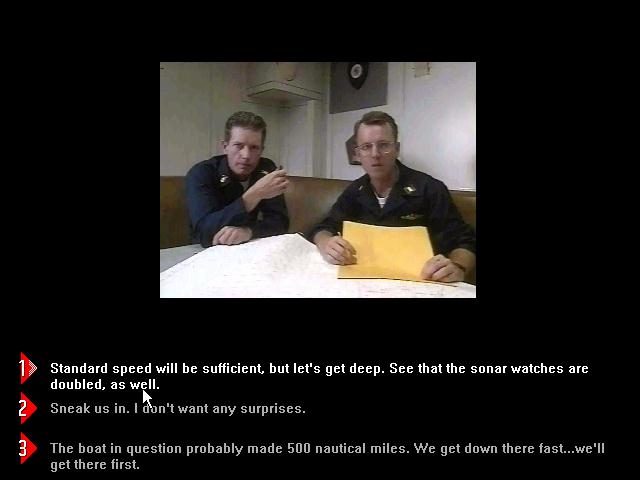 1 Standard speed will be sufficient, but let's get deep. See that the sonar watches are
doubled, as well.
2 Sneak us in. I don't want any surprises.
3 The boat in question probably made 500 nautical miles. We get down there fast...we'll
get there first.